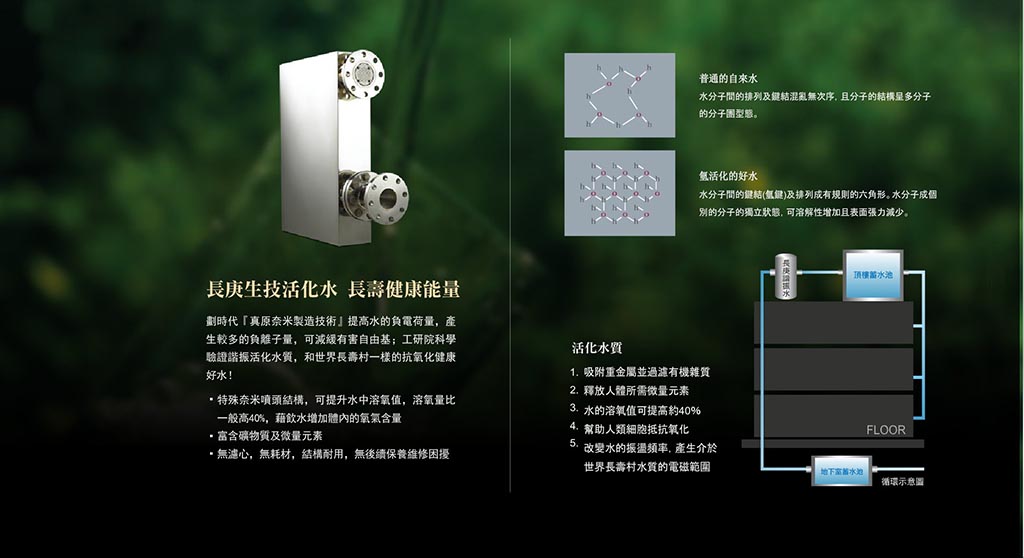 長庚生技活化水 長壽健康能量
劃時代『真原奈米製造技術』提高水的負電荷量，產
生較多的負離子量，可減緩有害自由基；工研院科學
驗證諧振活化水質，和世界長壽村一樣的抗氧化健康
好水！
▪ 特殊奈米噴頭結構，可提升水中溶氧值，溶氧量比
一般高40%，藉飲水增加體內的氧氣含量
▪ 富含礦物質及微量元素
▪ 無濾心，無耗材，結構耐用，無後續保養維修困擾
普通的自來水
水分子間的排列及鍵結混亂無次序, 且分子的結構呈多分子
的分子團型態。
氫活化的好水
水分子間的鍵結(氫鍵)及排列成有規則的六角形。水分子成個
別的分子的獨立狀態, 可溶解性增加且表面張力減少。
活化水質
1. 吸附重金屬並過濾有機雜質
2. 釋放人體所需微量元素
3. 水的溶氧值可提高約40%
4. 幫助人類細胞抵抗氧化
5. 改變水的振盪頻率, 產生介於
世界長壽村水質的電磁範圍
長庚諧振水
頂樓蓄水池
FLOOR
地下室蓄水池
循環示意圖